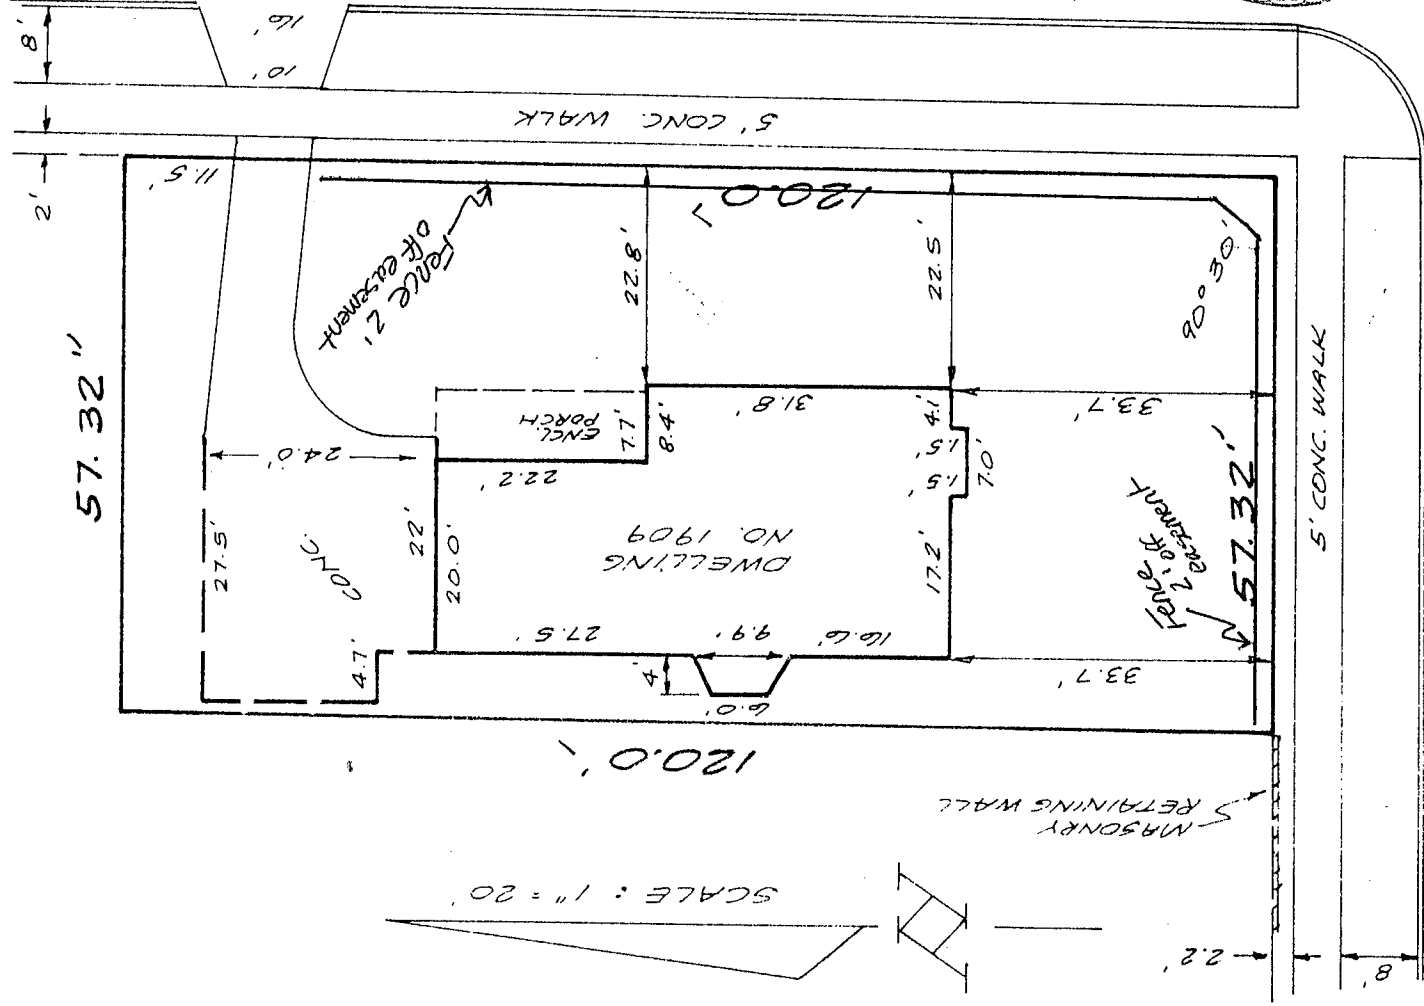 8'
16'
10'
5' CONC. WALK
2'
11.5'
120.0'
Fence 2'
off easement
22.8'
22.5'
90° 30'
57.32"
5' CONC. WALK
33.7'
31.8'
4.1'
ENCL.
PORCH
7.7'
8.4'
1.5'
1.5'
7.0'
24.0'
22.2'
27.5'
CONC.
22'
20.0'
DWELLING
NO. 1909
17.2'
Fence
2' off
easement
57.32"
27.5'
9.9'
16.6'
4.7'
4'
6.0'
33.7'
120.0'
MASONRY
RETAINING WALL
SCALE : 1" = 20'
N
2.2'
8'